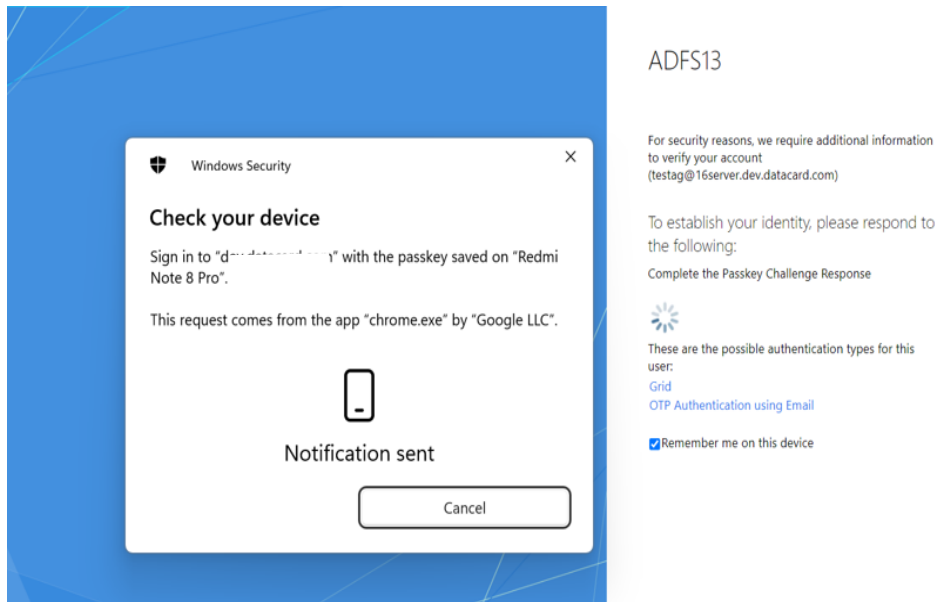 Windows Security
Check your device
Sign in to " " with the passkey saved on "Redmi
Note 8 Pro".
This request comes from the app "chrome.exe" by "Google LLC".
Notification sent
Cancel
ADFS13
For security reasons, we require additional information
to verify your account
(testag@16server.dev.datacard.com)
To establish your identity, please respond to
the following:
Complete the Passkey Challenge Response
These are the possible authentication types for this
user:
Grid
OTP Authentication using Email
Remember me on this device